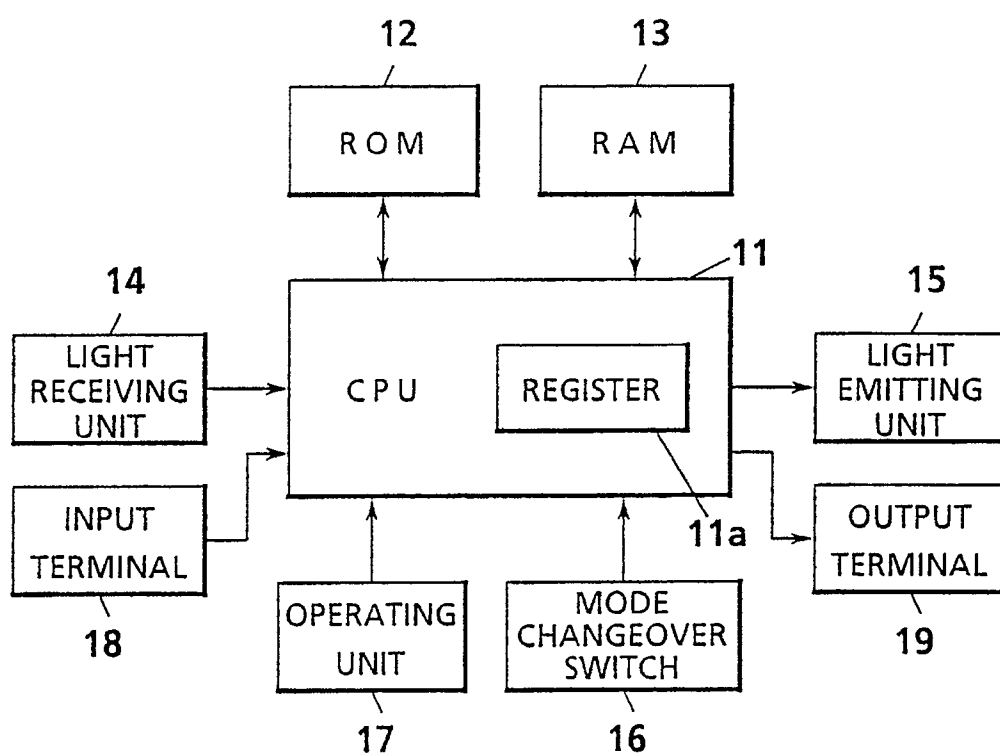 12
13
ROM
RAM
11
14
15
LIGHT
RECEIVING
UNIT
CPU
REGISTER
LIGHT
EMITTING
UNIT
INPUT
TERMINAL
11a
OUTPUT
TERMINAL
18
OPERATING
UNIT
MODE
CHANGEOVER
SWITCH
19
17
16